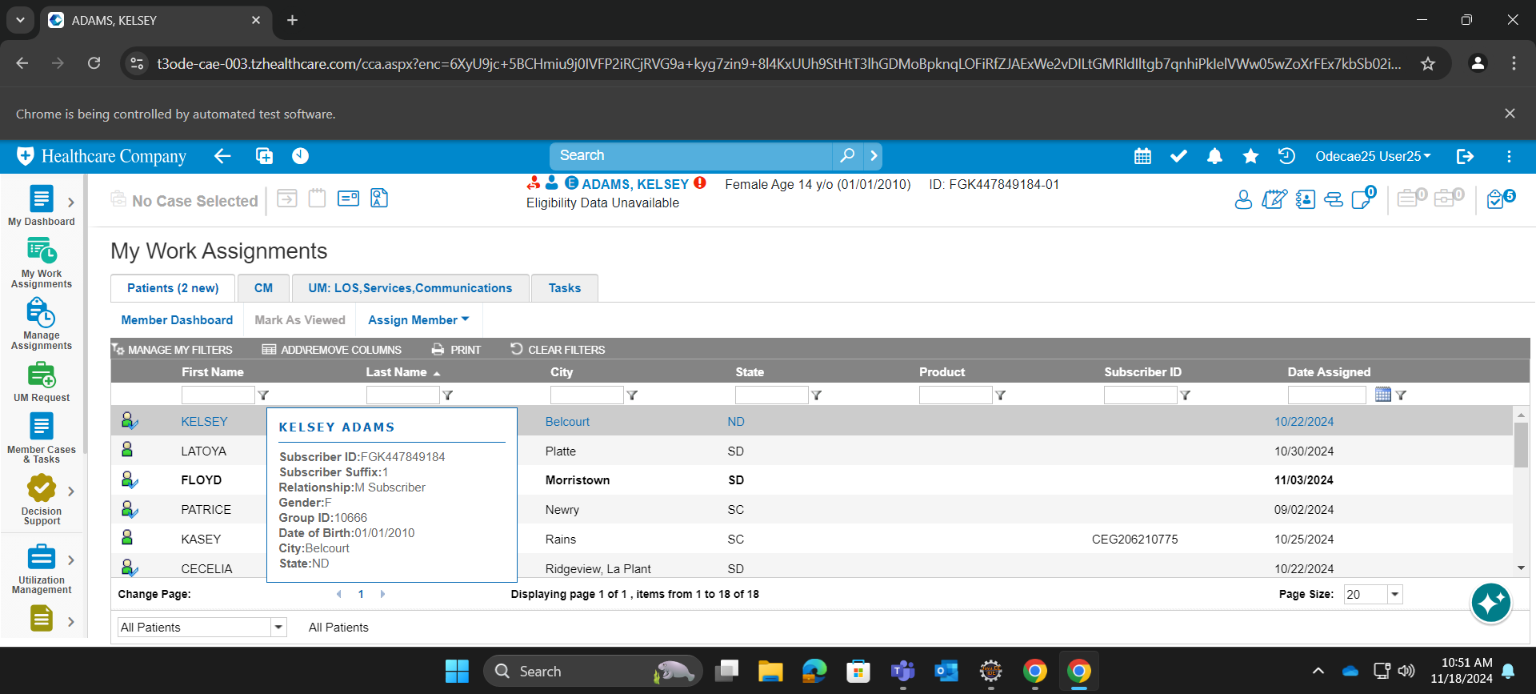 ADAMS, KELSEY
t3ode-cae-003.tzhealthcare.com/cca.aspx?enc=6XyU9jc+5BCHmiu9j0IVFP2iRCjRVG9a+kyg7zin9+8l4KxUUh9StHtT3lhGDMoBpknqLOFiRfZJAExWe2vDILtGMRldIltgb7qnhiPkIelVWw05wZoXrFEx7kbSb02i...
Chrome is being controlled by automated test software.
Healthcare Company
Search
Odecae25 User25
My Dashboard
No Case Selected
E ADAMS, KELSEY
Female Age 14 y/o (01/01/2010)
ID: FGK447849184-01
Eligibility Data Unavailable
0
0
0
5
My Work Assignments
My Work
Assignments
Patients (2 new)
CM
UM: LOS,Services,Communications
Tasks
Member Dashboard
Mark As Viewed
Assign Member
Manage
Assignments
MANAGE MY FILTERS
ADD\REMOVE COLUMNS
PRINT
CLEAR FILTERS
First Name
Last Name
City
State
Product
Subscriber ID
Date Assigned
UM Request
KELSEY
Belcourt
ND
10/22/2024
LATOYA
Platte
SD
10/30/2024
FLOYD
Morristown
SD
11/03/2024
PATRICE
Newry
SC
09/02/2024
KASEY
Rains
SC
CEG206210775
10/25/2024
CECELIA
Ridgeview, La Plant
SD
10/22/2024
KELSEY ADAMS
Subscriber ID:FGK447849184
Subscriber Suffix:1
Relationship:M Subscriber
Gender:F
Group ID:10666
Date of Birth:01/01/2010
City:Belcourt
State:ND
Member Cases
& Tasks
Decision
Support
Utilization
Management
Change Page:
1
Displaying page 1 of 1 , items from 1 to 18 of 18
Page Size:
20
All Patients
All Patients
Search
10:51 AM
11/18/2024